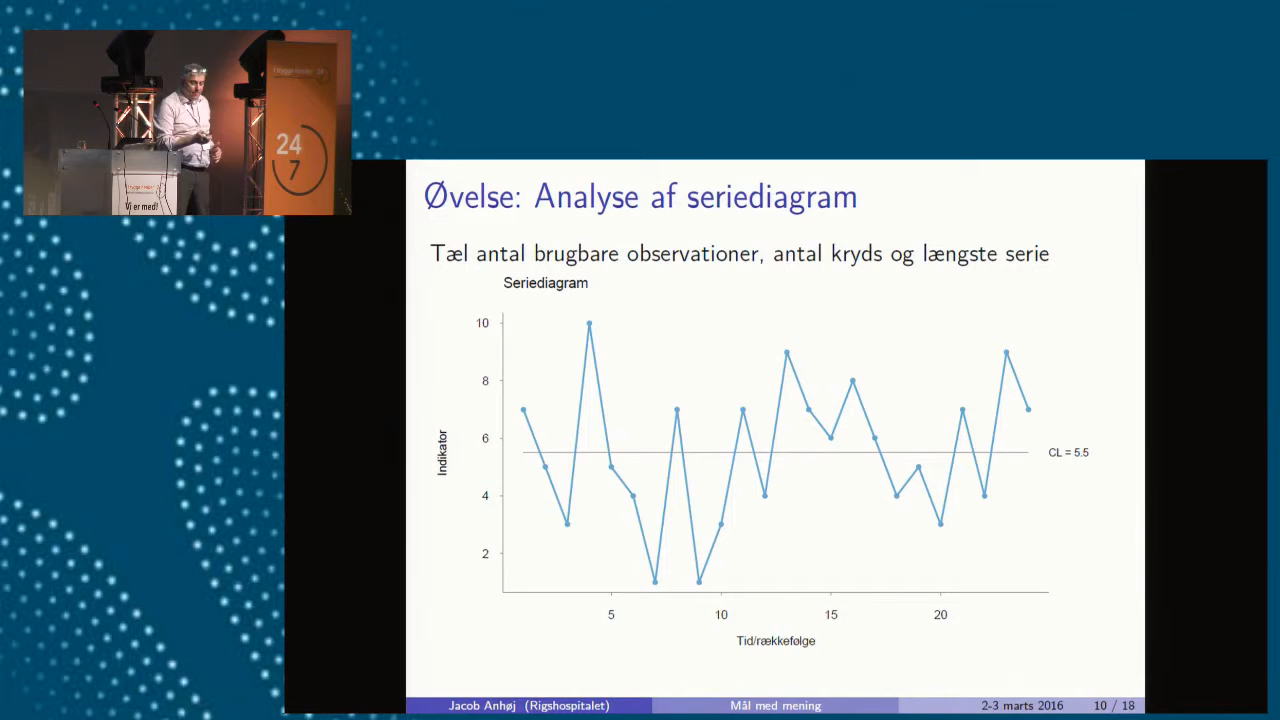 24
7
Vi er med!
Øvelse: Analyse af seriediagram
Tæl antal brugbare observationer, antal kryds og længste serie
Seriediagram
10
8
6
4
2
Indikator
CL = 5.5
5
10
15
20
Tid/rækkefølge
Jacob Anhøj (Rigshospitalet)
Mål med mening
2-3 marts 2016
10 / 18